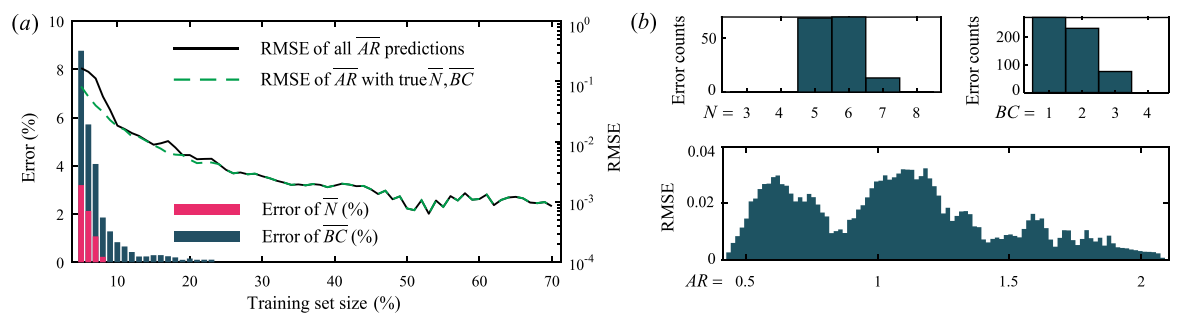 (a)
10
8
6
4
2
0
Error (%)
RMSE of all AR predictions
RMSE of AR with true N, BC
Error of N (%)
Error of BC (%)
10⁰
10⁻¹
10⁻²
10⁻³
10⁻⁴
RMSE
10 20 30 40 50 60 70
Training set size (%)
(b)
Error counts
50
0
N = 3 4 5 6 7 8
Error counts
200
100
0
BC = 1 2 3 4
RMSE
0.04
0.02
0
AR = 0.5 1 1.5 2